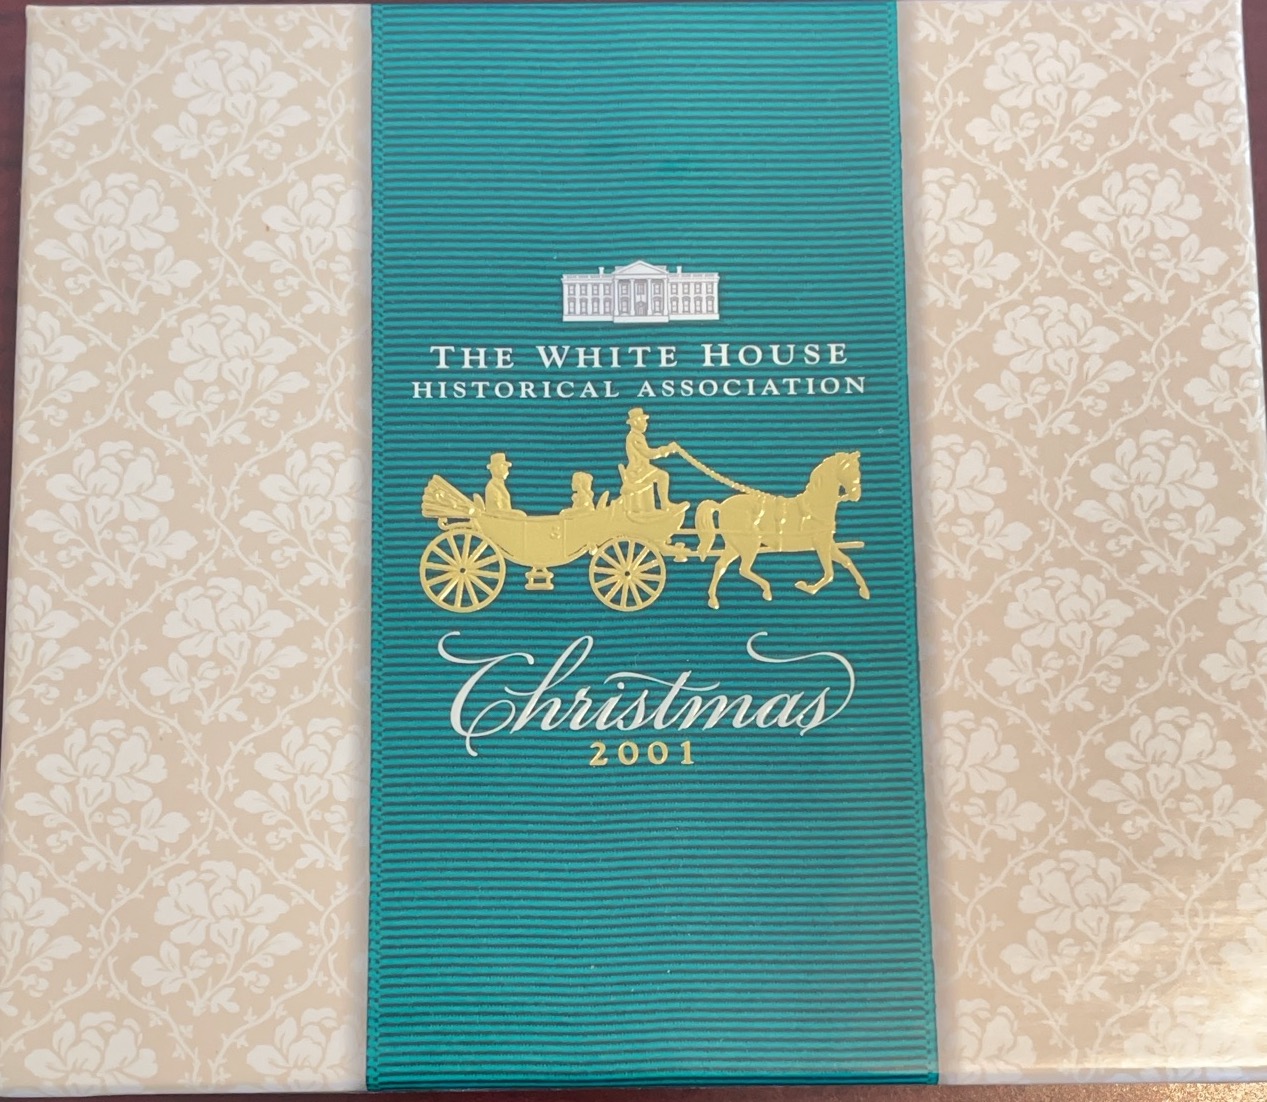 THE WHITE HOUSE
HISTORICAL ASSOCIATION
Christmas
2001